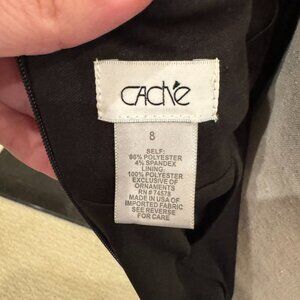 CACHÉ
8
SELF:
96% POLYESTER
4% SPANDEX
LINING:
100% POLYESTER
EXCLUSIVE OF
ORNAMENTS
RN # 74578
MADE IN USA OF
IMPORTED FABRIC
SEE REVERSE
FOR CARE